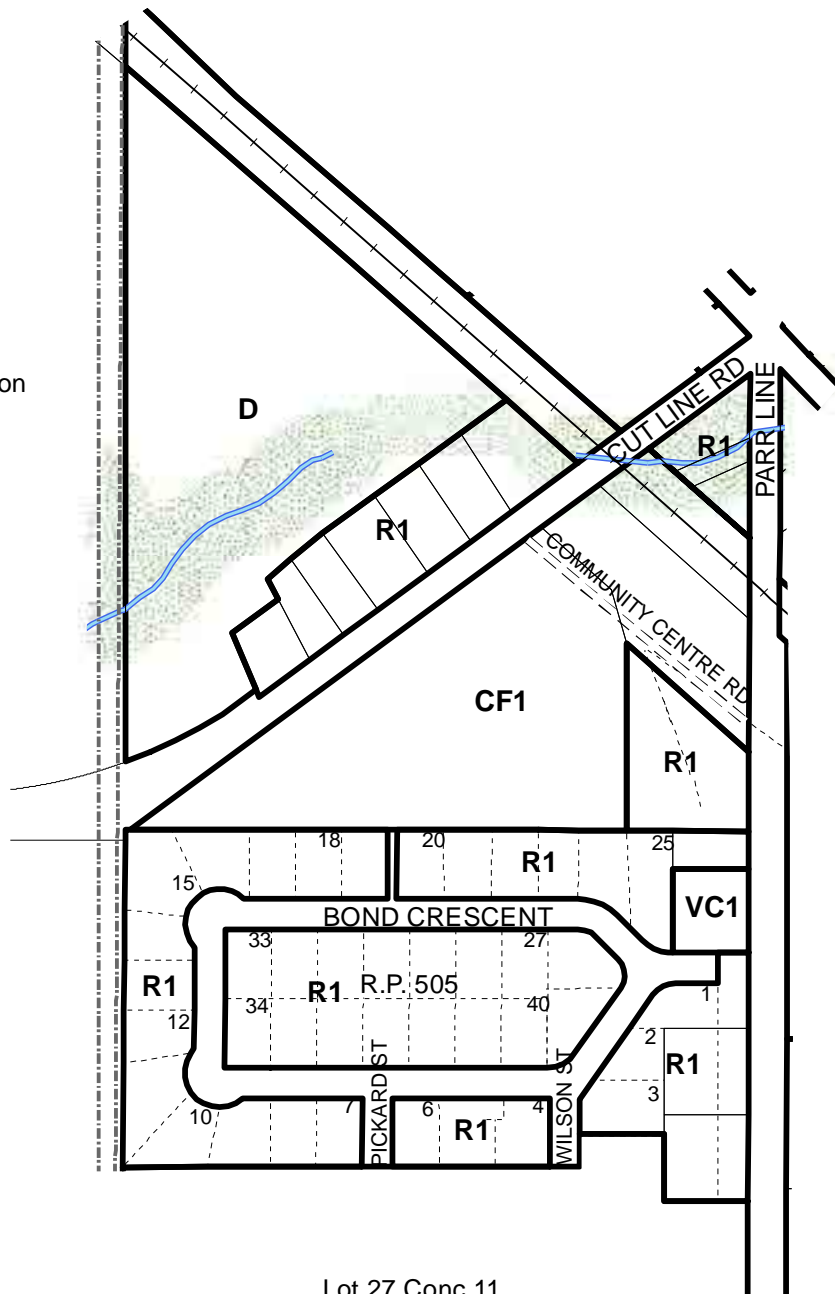 on
D
CUT LINE RD
PARR LINE
R1
R1
COMMUNITY CENTRE RD
CF1
R1
18
20
25
R1
15
VC1
BOND CRESCENT
33
27
R1
R1
R.P. 505
34
40
1
12
2
R1
3
PICKARD ST
WILSON ST
10
7
6
4
R1
Lot 27 Conc 11